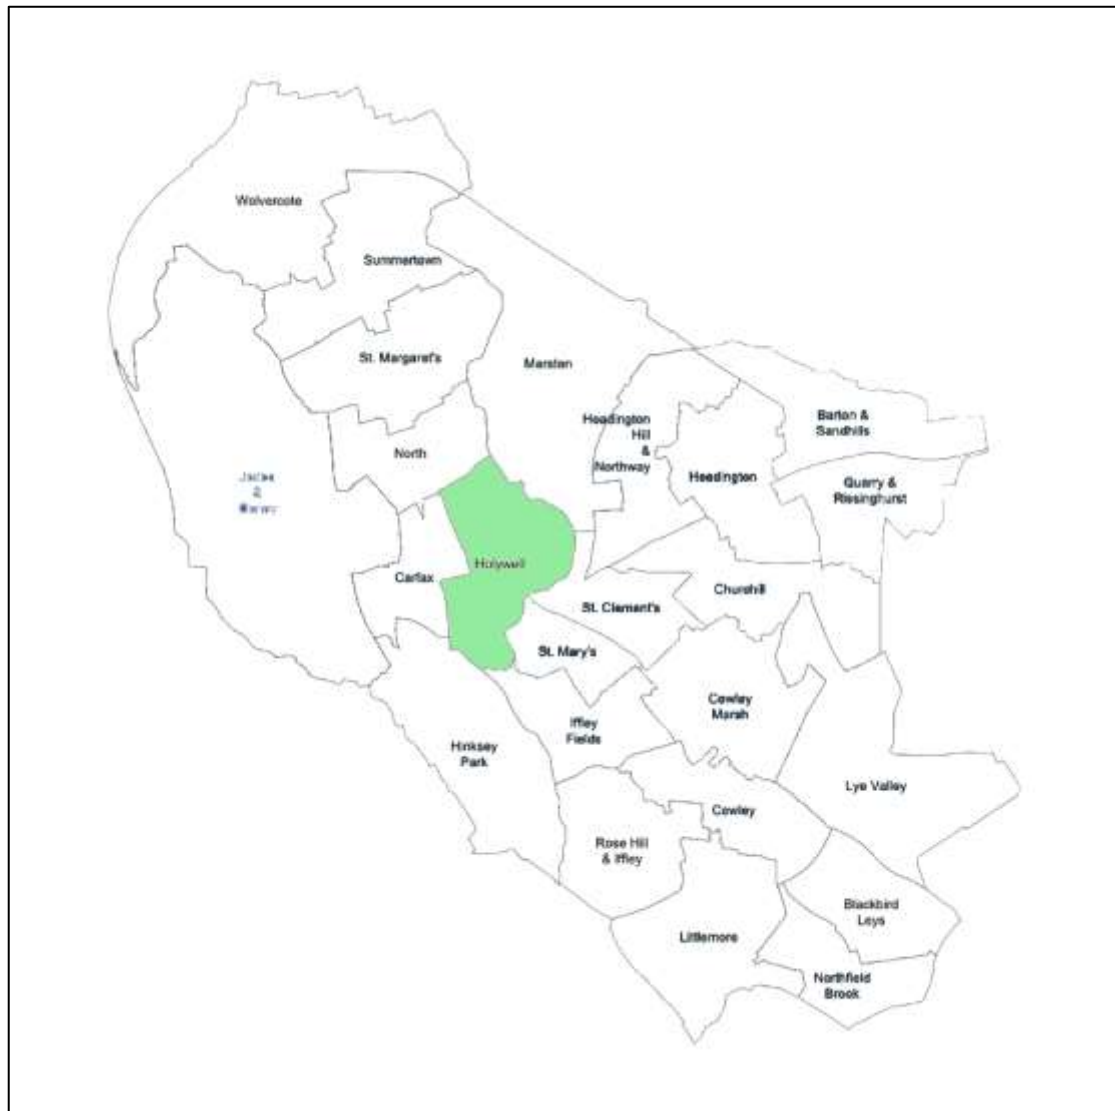 Wolvercote
Summertown
St. Margaret's
Marston
Headington
Hill
&
Northway
Barton &
Sandhills
North
Headington
Quarry &
Risinghurst
&
Holywell
Carfax
Churchill
St. Clement's
St. Mary's
Cowley
Marsh
Iffley
Fields
Hinksey
Park
Lye Valley
Cowley
Rose Hill
& Iffley
Blackbird
Leys
Littlemore
Northfield
Brook